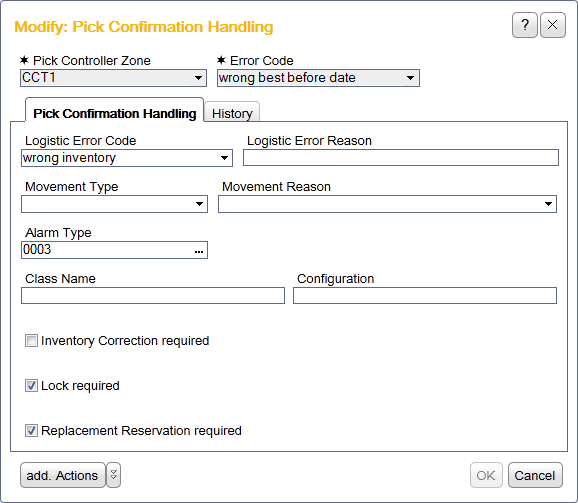 Modify: Pick Confirmation Handling
?
✶ Pick Controller Zone ✶ Error Code
CCT1 wrong best before date
Pick Confirmation Handling History
Logistic Error Code Logistic Error Reason
wrong inventory
Movement Type Movement Reason
Alarm Type
0003 ...
Class Name Configuration
Inventory Correction required
Lock required
Replacement Reservation required
add. Actions OK Cancel